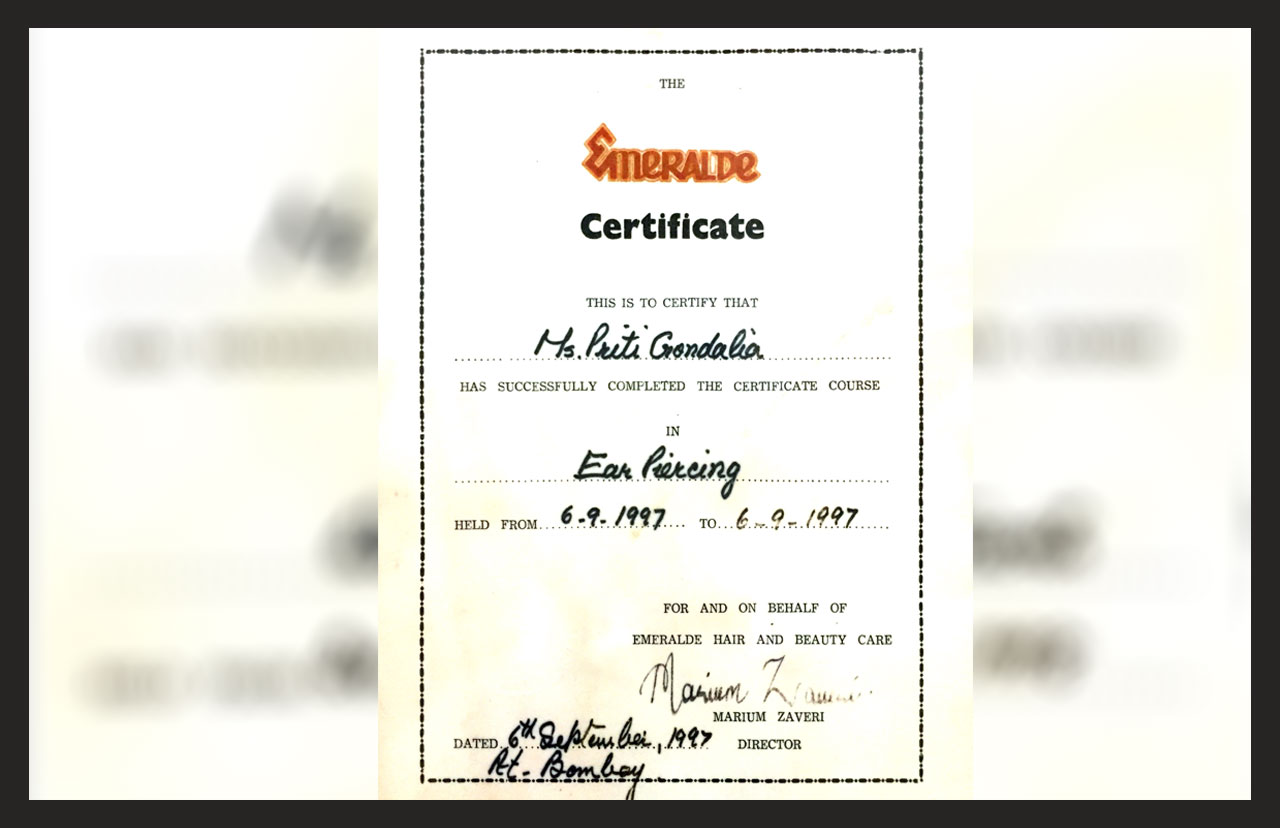 THE
EMERALDE
Certificate
THIS IS TO CERTIFY THAT
Ms. Priti Gondalia
HAS SUCCESSFULLY COMPLETED THE CERTIFICATE COURSE
IN
Ear Piercing
HELD FROM 6-9-1997 TO 6-9-1997
FOR AND ON BEHALF OF
EMERALDE HAIR AND BEAUTY CARE
Marium Zaveri
MARIUM ZAVERI
DATED 6th September, 1997 DIRECTOR
At- Bombay